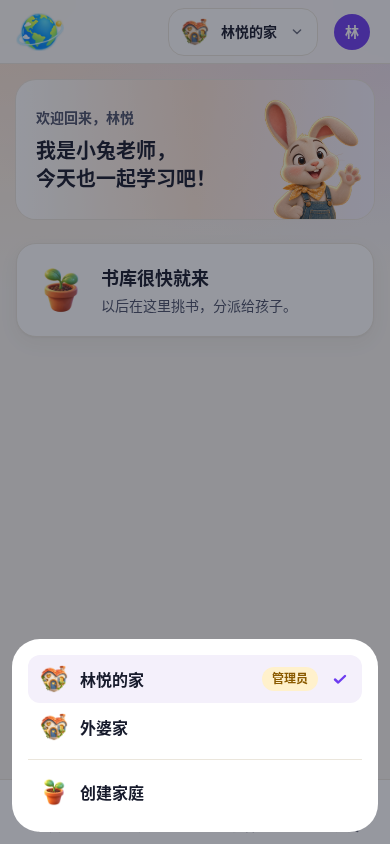 林悦的家
林
欢迎回来，林悦
我是小兔老师，
今天也一起学习吧！
书库很快就来
以后在这里挑书，分派给孩子。
林悦的家
管理员
外婆家
创建家庭